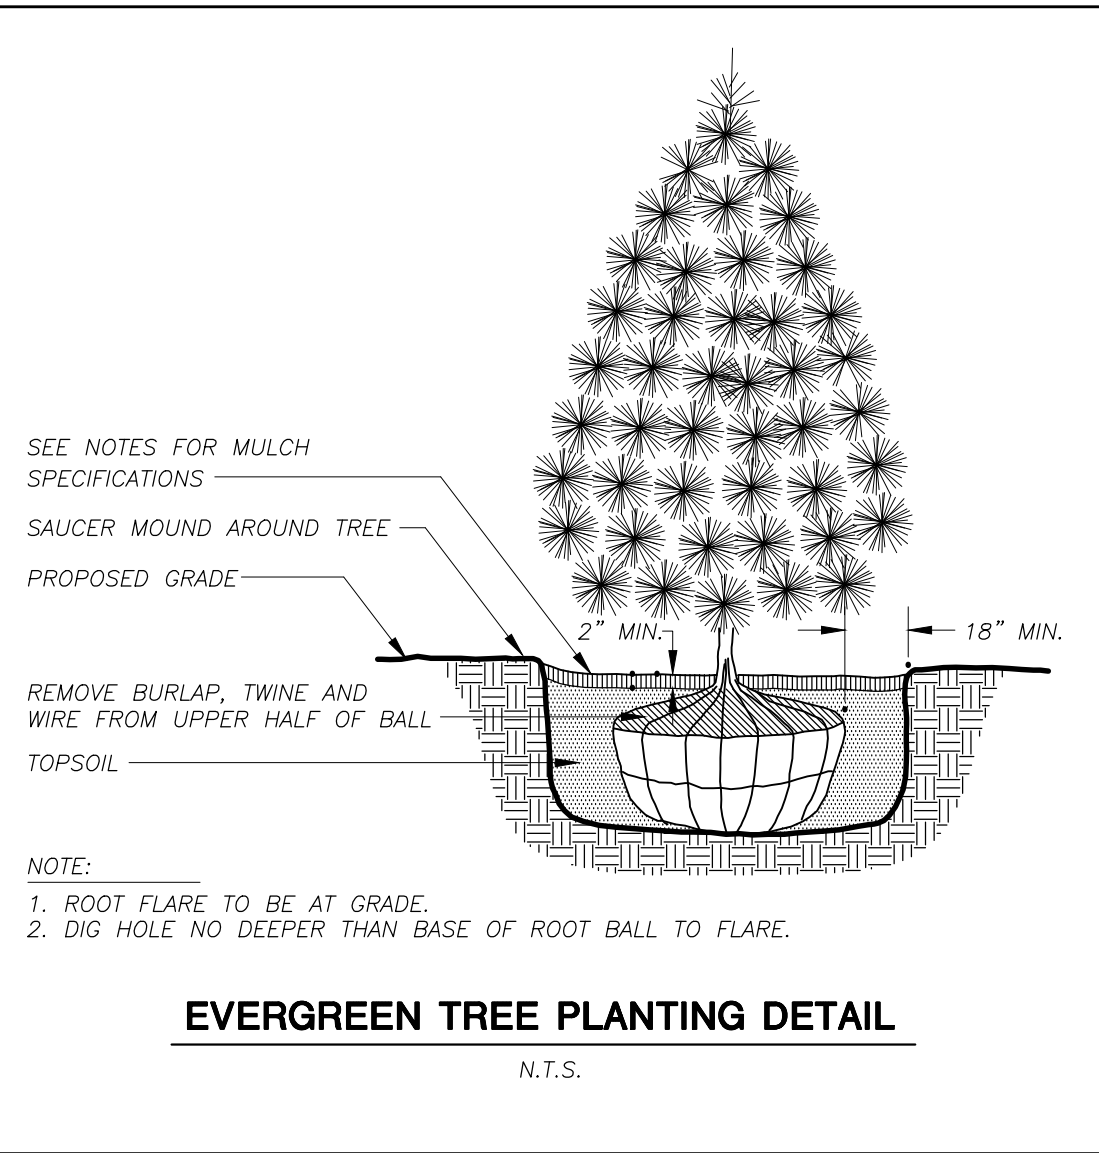 SEE NOTES FOR MULCH
SPECIFICATIONS
SAUCER MOUND AROUND TREE
PROPOSED GRADE
2” MIN.
18” MIN.
REMOVE BURLAP, TWINE AND
WIRE FROM UPPER HALF OF BALL
TOPSOIL
NOTE:
1. ROOT FLARE TO BE AT GRADE.
2. DIG HOLE NO DEEPER THAN BASE OF ROOT BALL TO FLARE.
EVERGREEN TREE PLANTING DETAIL
N.T.S.